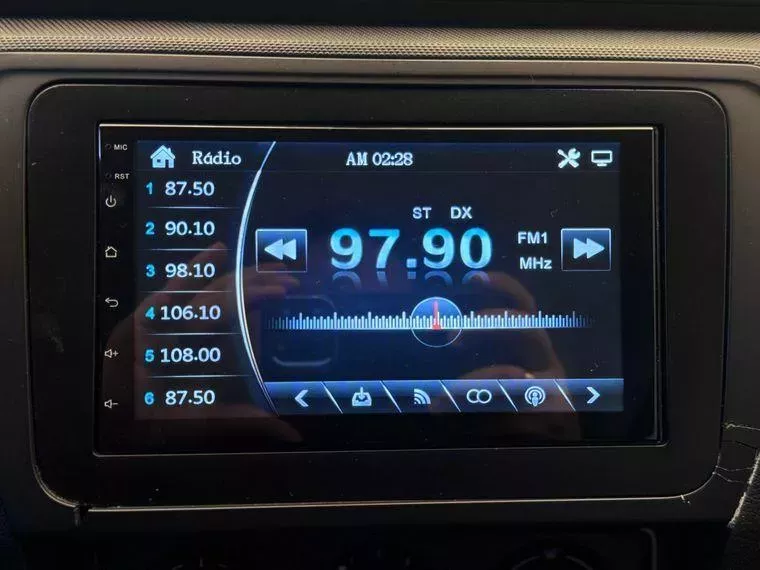 MIC
RST
Rádio
AM 02:28
1 87.50
2 90.10
3 98.10
4 106.10
5 108.00
6 87.50
ST DX
97.90
FM1
MHz